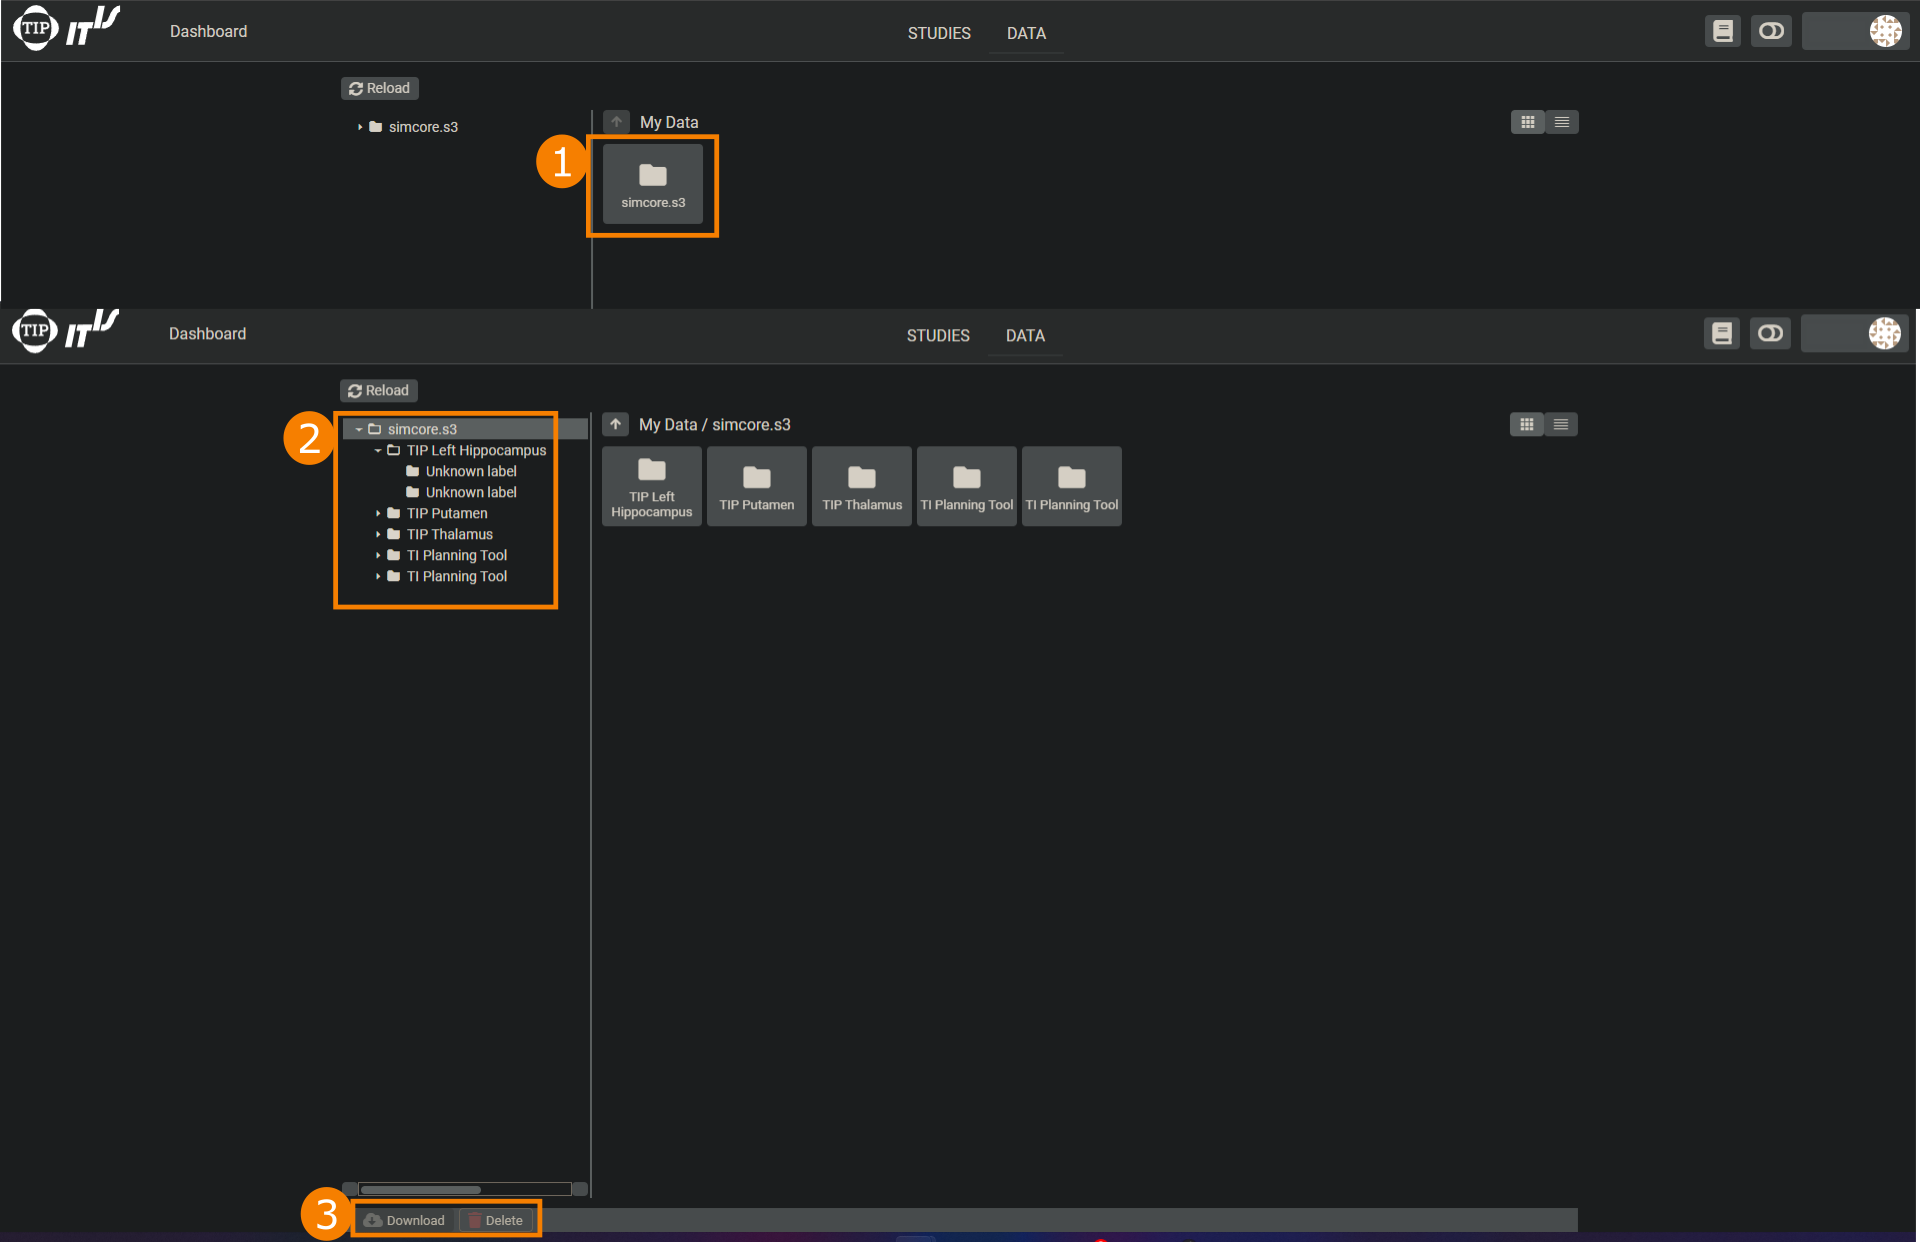 TIP IT'IS Dashboard STUDIES DATA
Reload
simcore.s3
My Data
1
simcore.s3
TIP IT'IS Dashboard STUDIES DATA
Reload
2
simcore.s3
TIP Left Hippocampus
Unknown label
Unknown label
TIP Putamen
TIP Thalamus
TI Planning Tool
TI Planning Tool
My Data / simcore.s3
TIP Left
Hippocampus
TIP Putamen
TIP Thalamus
TI Planning Tool
TI Planning Tool
3
Download Delete